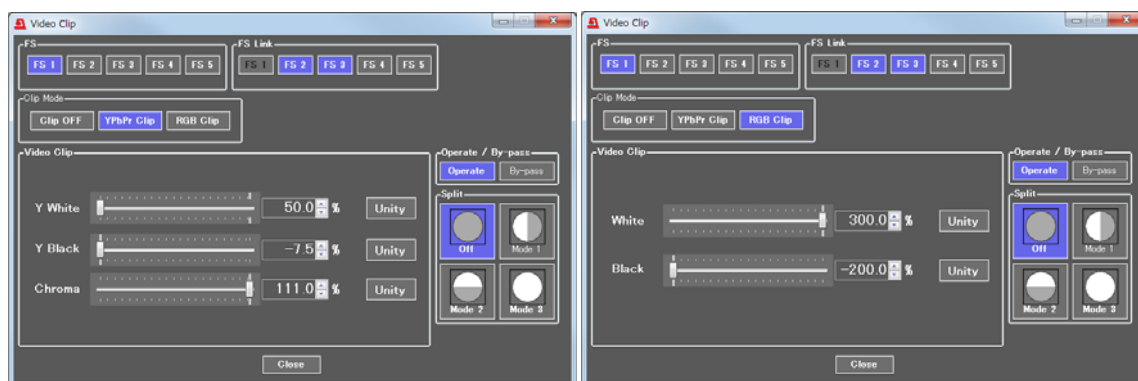 Video Clip
FS
FS 1 FS 2 FS 3 FS 4 FS 5
FS Link
FS 1 FS 2 FS 3 FS 4 FS 5
Clip Mode
Clip OFF YPbPr Clip RGB Clip
Video Clip
Y White 50.0 % Unity
Y Black -7.5 % Unity
Chroma 111.0 % Unity
Operate / By-pass
Operate By-pass
Split
Off Mode 1
Mode 2 Mode 3
Close
Video Clip
FS
FS 1 FS 2 FS 3 FS 4 FS 5
FS Link
FS 1 FS 2 FS 3 FS 4 FS 5
Clip Mode
Clip OFF YPbPr Clip RGB Clip
Video Clip
White 300.0 % Unity
Black -200.0 % Unity
Operate / By-pass
Operate By-pass
Split
Off Mode 1
Mode 2 Mode 3
Close